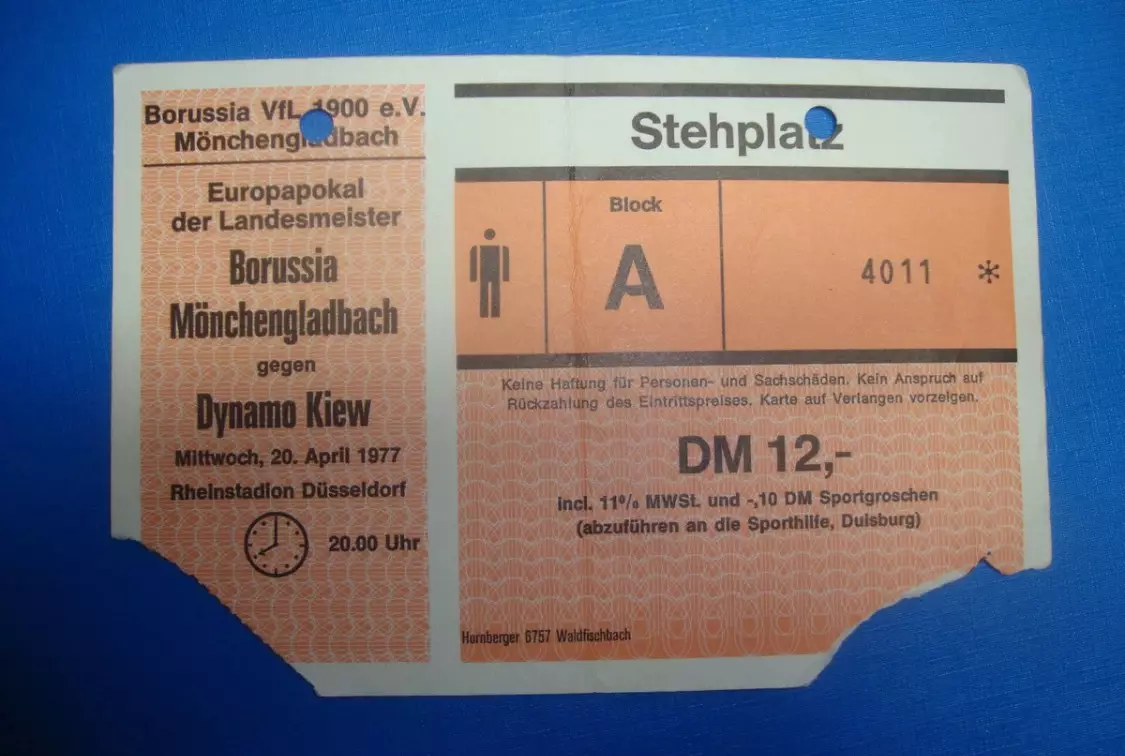 Borussia VfL 1900 e.V.
Mönchengladbach
Europapokal
der Landesmeister
Borussia
Mönchengladbach
gegen
Dynamo Kiew
Mittwoch, 20. April 1977
Rheinstadion Düsseldorf
20.00 Uhr
Stehplatz
Block
A
4011 *
Keine Haftung für Personen- und Sachschäden. Kein Anspruch auf
Rückzahlung des Eintrittspreises. Karte auf Verlangen vorzeigen.
DM 12,-
incl. 11% MWSt. und -,10 DM Sportgroschen
(abzuführen an die Sporthilfe, Duisburg)
Hornberger 6757 Waldfischbach